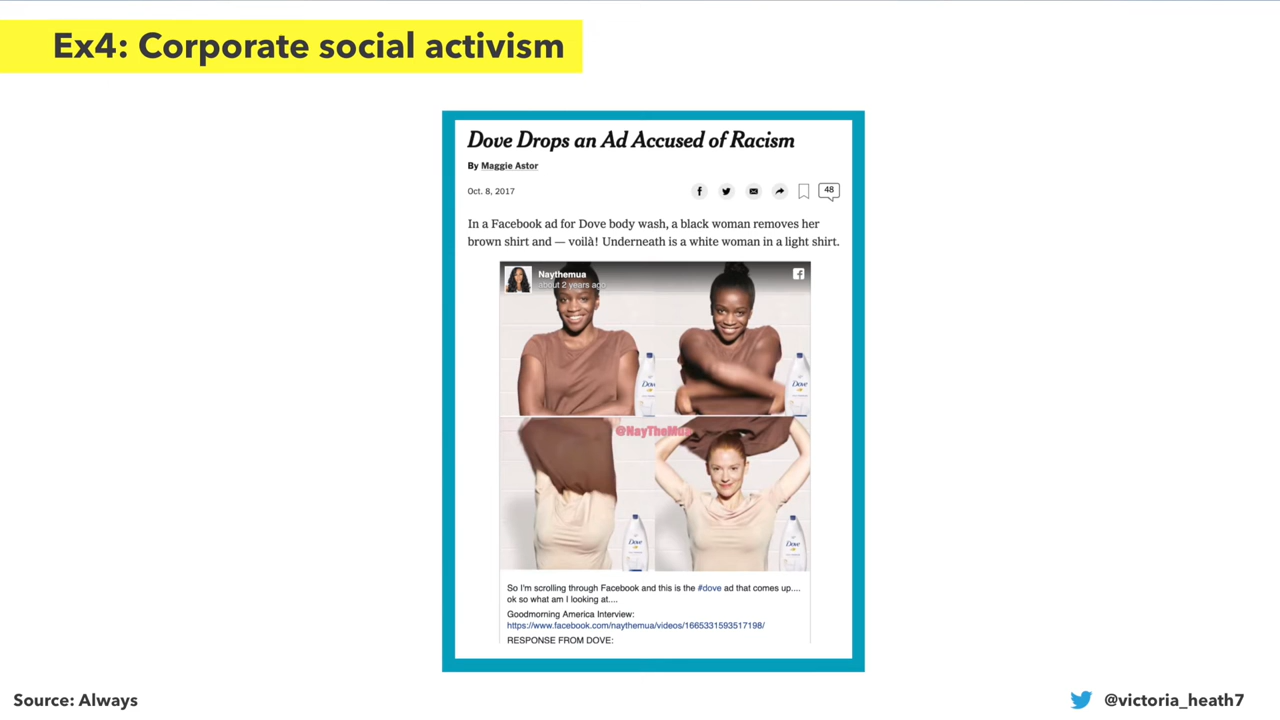 Ex4: Corporate social activism
Dove Drops an Ad Accused of Racism
By Maggie Astor
Oct. 8, 2017
48
In a Facebook ad for Dove body wash, a black woman removes her
brown shirt and — voilà! Underneath is a white woman in a light shirt.
Naythemua
about 2 years ago
Dove
Dove
@NayTheMua
Dove
Dove
So I'm scrolling through Facebook and this is the #dove ad that comes up....
ok so what am I looking at....
Goodmorning America Interview:
https://www.facebook.com/naythemua/videos/1665331593517198/
RESPONSE FROM DOVE:
Source: Always
@victoria_heath7